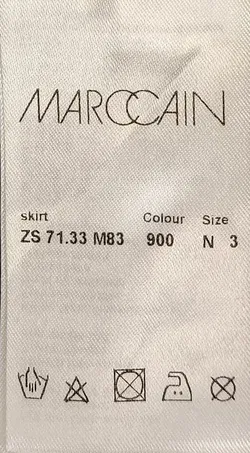 MARCCAIN
skirt Colour Size
ZS 71.33 M83 900 N 3